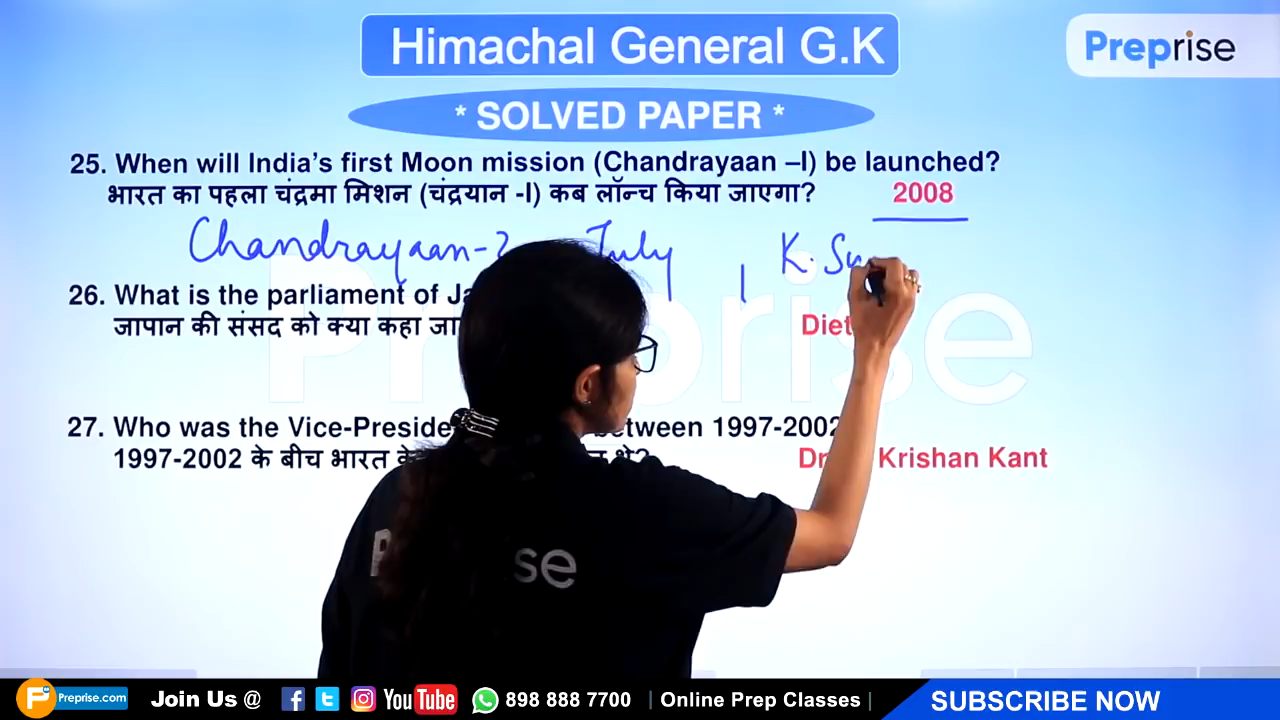 Himachal General G.K
Preprise
* SOLVED PAPER *
25. When will India's first Moon mission (Chandrayaan –I) be launched?
भारत का पहला चंद्रमा मिशन (चंद्रयान -I) कब लॉन्च किया जाएगा? 2008
Chandrayaan- July K. Su
26. What is the parliament of
जापान की संसद को क्या कहा Diet
27. Who was the between 1997-2002
1997-2002 के बीच भारत Krishan Kant
Preprise.com Join Us @ YouTube 898 888 7700 | Online Prep Classes | SUBSCRIBE NOW